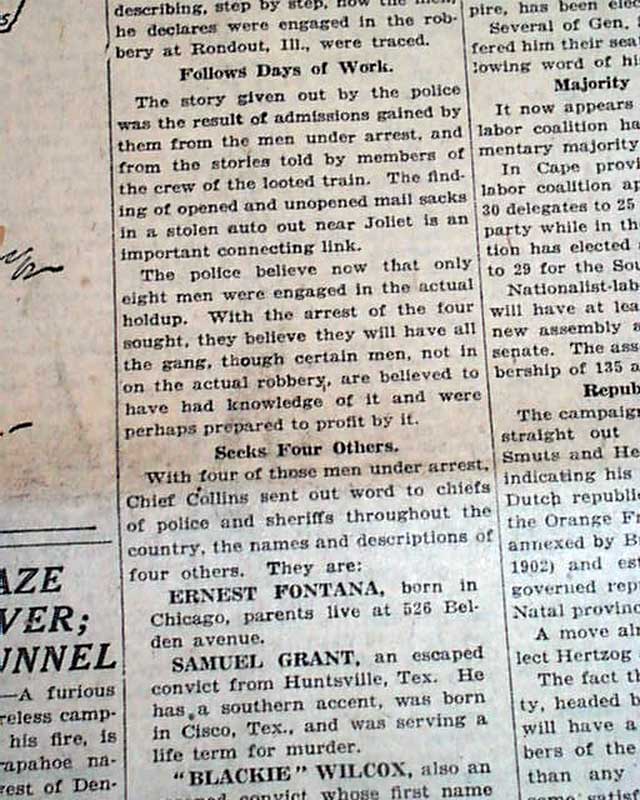 describing, step by step, how the men,
he declares were engaged in the rob-
bery at Rondout, Ill., were traced.
Follows Days of Work.
The story given out by the police
was the result of admissions gained by
them from the men under arrest, and
from the stories told by members of
the crew of the looted train. The find-
ing of opened and unopened mail sacks
in a stolen auto out near Joliet is an
important connecting link.
The police believe now that only
eight men were engaged in the actual
holdup. With the arrest of the four
sought, they believe they will have all
the gang, though certain men, not in
on the actual robbery, are believed to
have had knowledge of it and were
perhaps prepared to profit by it.
Seeks Four Others.
With four of those men under arrest,
Chief Collins sent out word to chiefs
of police and sheriffs throughout the
country, the names and descriptions of
four others. They are:
ERNEST FONTANA, born in
Chicago, parents live at 526 Bel-
den avenue.
SAMUEL GRANT, an escaped
convict from Huntsville, Tex. He
has a southern accent, was born
in Cisco, Tex., and was serving a
life term for murder.
"BLACKIE" WILCOX, also an
convict whose first name
pire, has been elec
Several of Gen.
fered him their sea
lowing word of his
Majority
It now appears
labor coalition ha
mentary majority
In Cape provi
labor coalition ap
30 delegates to 25
party while in th
tion has elected
to 29 for the Sou
Nationalist-lab
will have at lea
new assembly a
senate. The ass
bership of 135 a
Repub
The campaign
straight out
Smuts and He
indicating his
Dutch republi
the Orange Fr
annexed by B
1902) and est
governed rep
Natal provinc
A move alr
lect Hertzog
The fact th
ty, headed b
will have a
bers of the
than any
some satisf
AZE
VER;
UNNEL
—A furious
reless camp-
his fire, is
rapahoe na-
rest of Den-